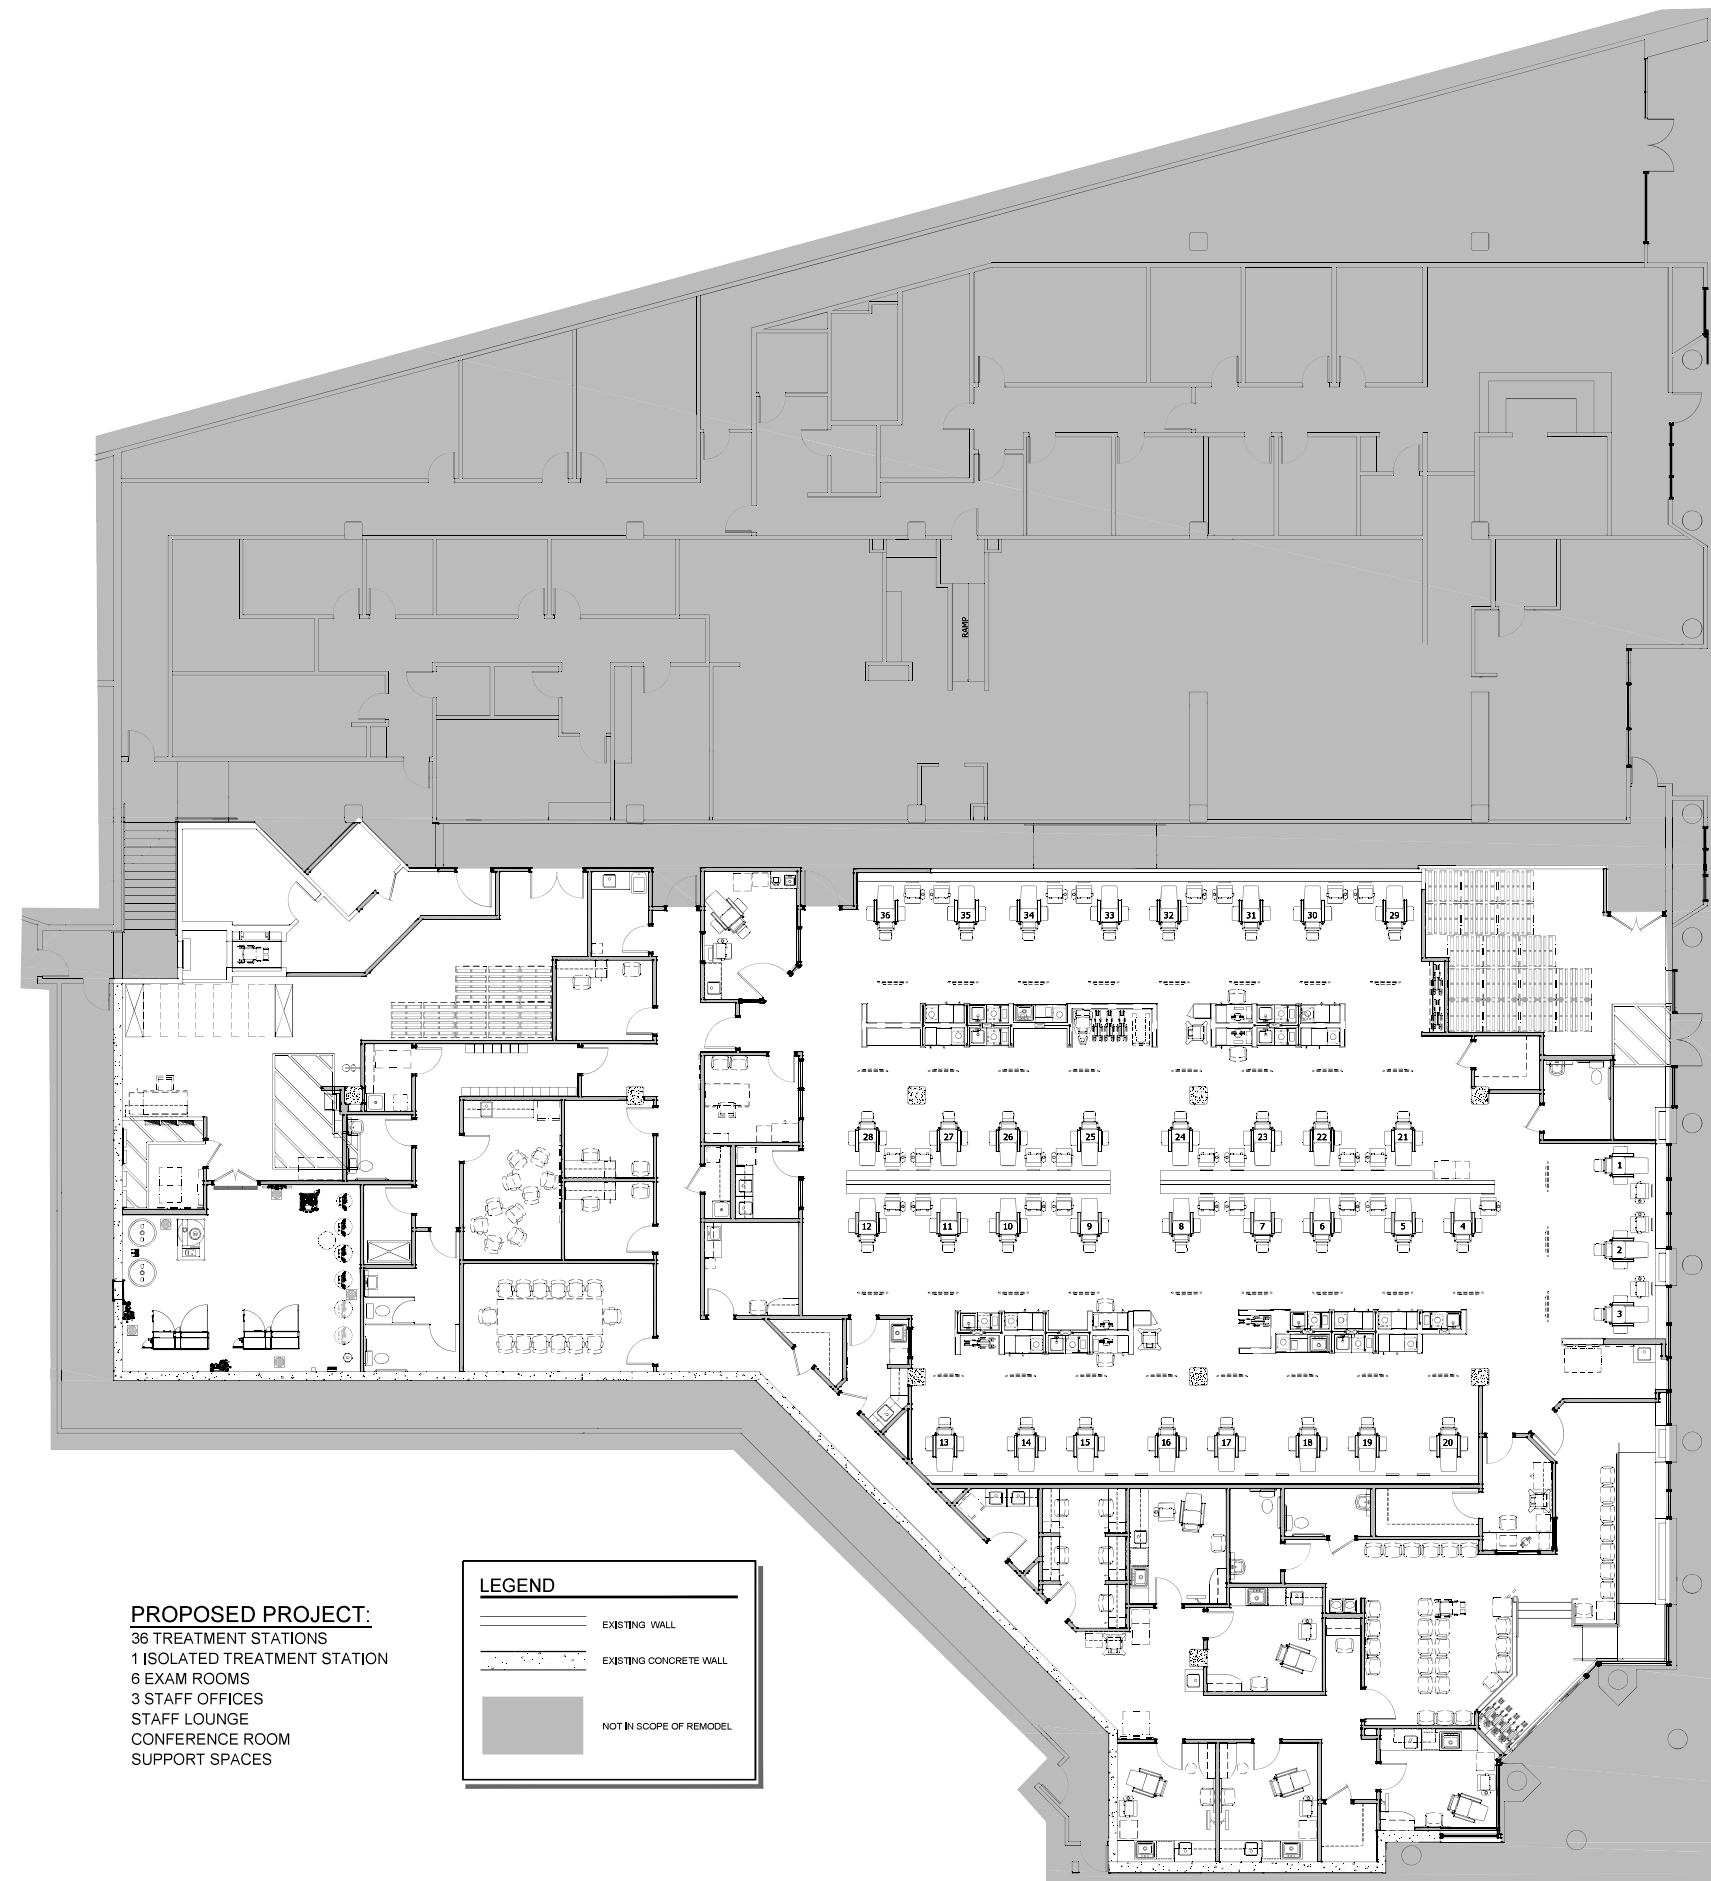 RAMP
36 35 34 33 32 31 30 29
28 27 26 25 24 23 22 21
1
12 11 10 9 8 7 6 5 4
2
3
13 14 15 16 17 18 19 20
PROPOSED PROJECT:
36 TREATMENT STATIONS
1 ISOLATED TREATMENT STATION
6 EXAM ROOMS
3 STAFF OFFICES
STAFF LOUNGE
CONFERENCE ROOM
SUPPORT SPACES
LEGEND
EXISTING WALL
EXISTING CONCRETE WALL
NOT IN SCOPE OF REMODEL